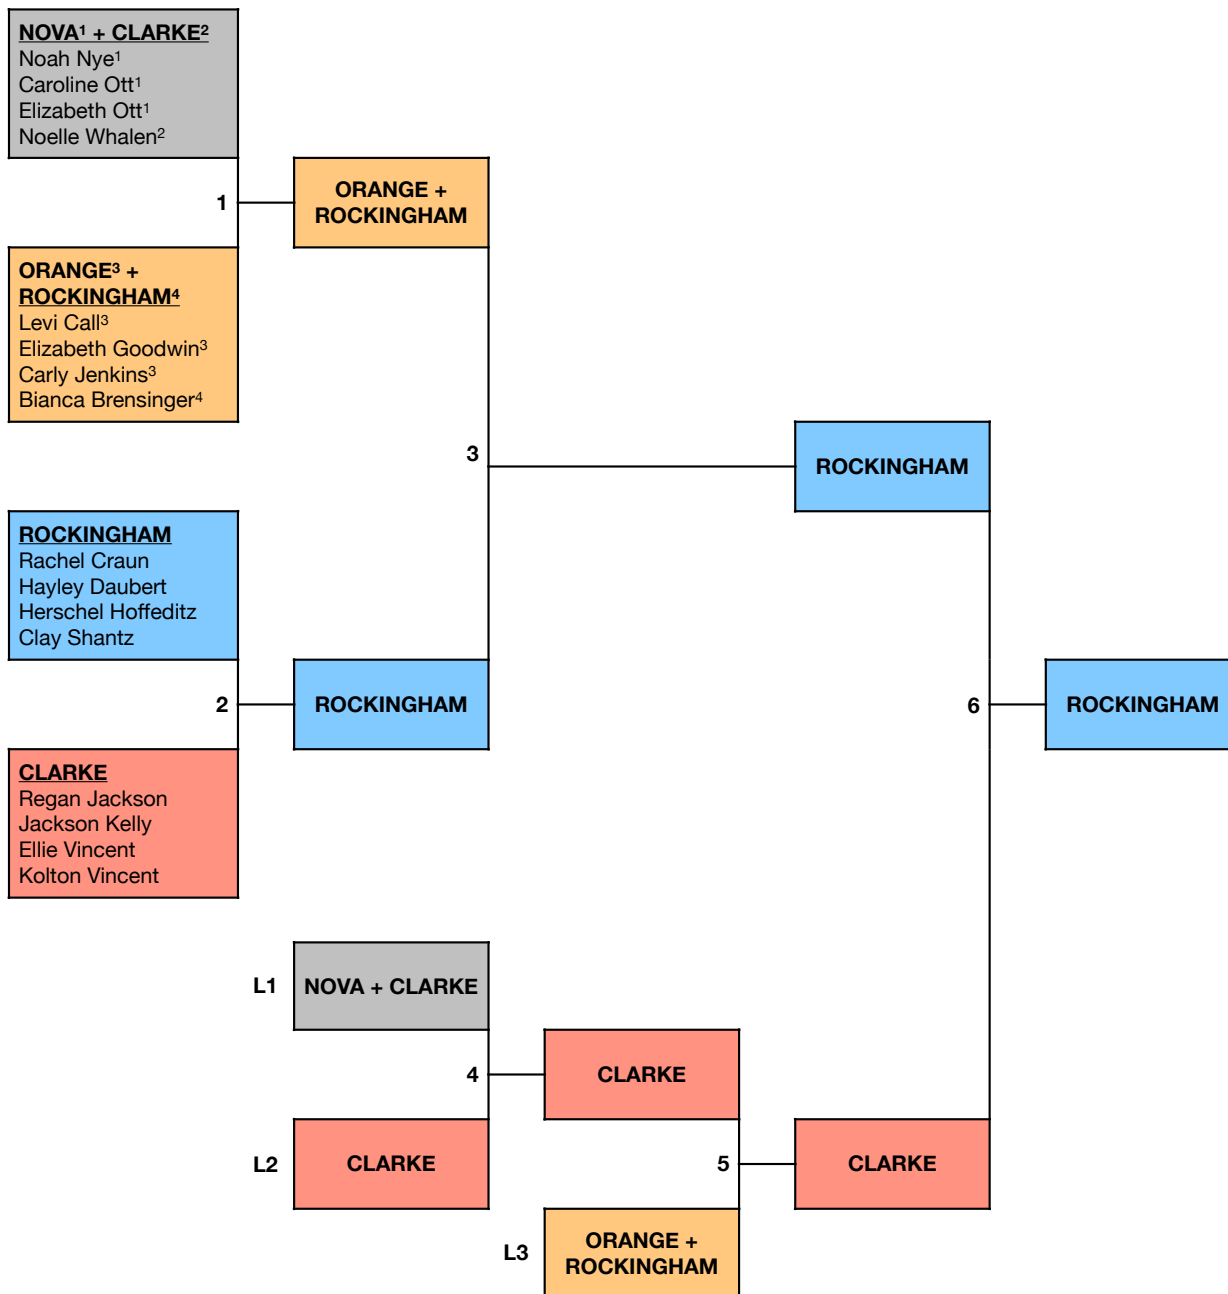 NOVA¹ + CLARKE²
Noah Nye¹
Caroline Ott¹
Elizabeth Ott¹
Noelle Whalen²
1
ORANGE +
ROCKINGHAM
ORANGE³ +
ROCKINGHAM⁴
Levi Call³
Elizabeth Goodwin³
Carly Jenkins³
Bianca Brensinger⁴
3
ROCKINGHAM
ROCKINGHAM
Rachel Craun
Hayley Daubert
Herschel Hoffeditz
Clay Shantz
2
ROCKINGHAM
6
ROCKINGHAM
CLARKE
Regan Jackson
Jackson Kelly
Ellie Vincent
Kolton Vincent
L1
NOVA + CLARKE
4
CLARKE
L2
CLARKE
5
CLARKE
L3
ORANGE +
ROCKINGHAM